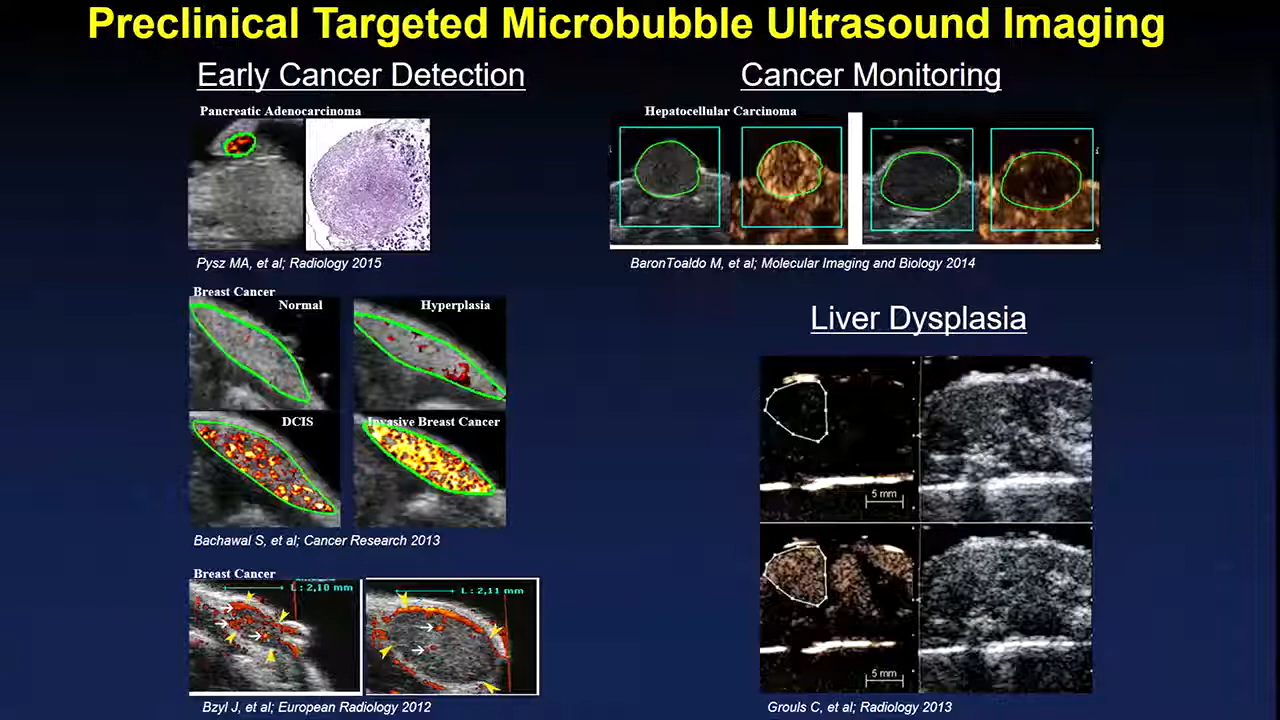 Preclinical Targeted Microbubble Ultrasound Imaging
Early Cancer Detection
Pancreatic Adenocarcinoma
Pysz MA, et al; Radiology 2015
Breast Cancer
Normal
Hyperplasia
DCIS
Invasive Breast Cancer
Bachawal S, et al; Cancer Research 2013
Breast Cancer
L: 2,10 mm
L: 2,11 mm
Bzyl J, et al; European Radiology 2012
Cancer Monitoring
Hepatocellular Carcinoma
BaronToaldo M, et al; Molecular Imaging and Biology 2014
Liver Dysplasia
5 mm
5 mm
Grouls C, et al; Radiology 2013